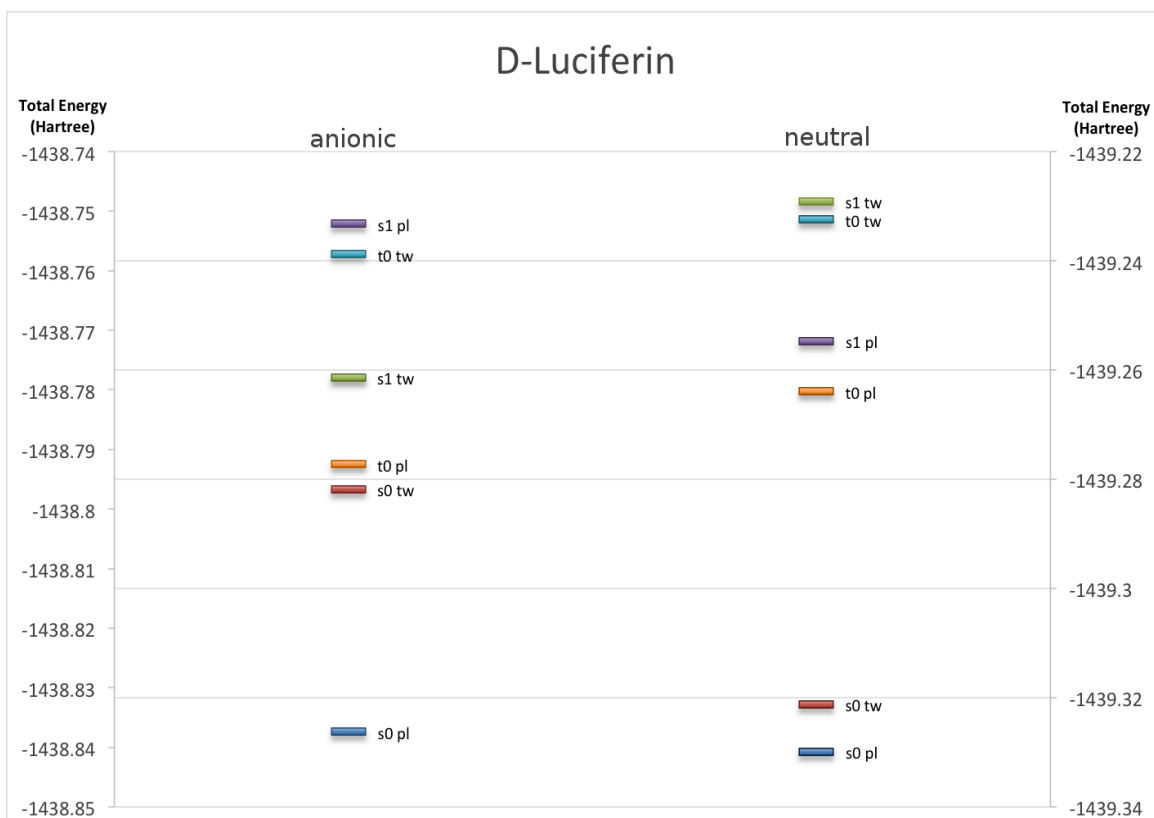 D-Luciferin
Total Energy
(Hartree)
Total Energy
(Hartree)
anionic
neutral
-1438.74
-1438.75
-1438.76
-1438.77
-1438.78
-1438.79
-1438.8
-1438.81
-1438.82
-1438.83
-1438.84
-1438.85
s1 pl
t0 tw
s1 tw
t0 pl
s0 tw
s0 pl
s1 tw
t0 tw
s1 pl
t0 pl
s0 tw
s0 pl
-1439.22
-1439.24
-1439.26
-1439.28
-1439.3
-1439.32
-1439.34